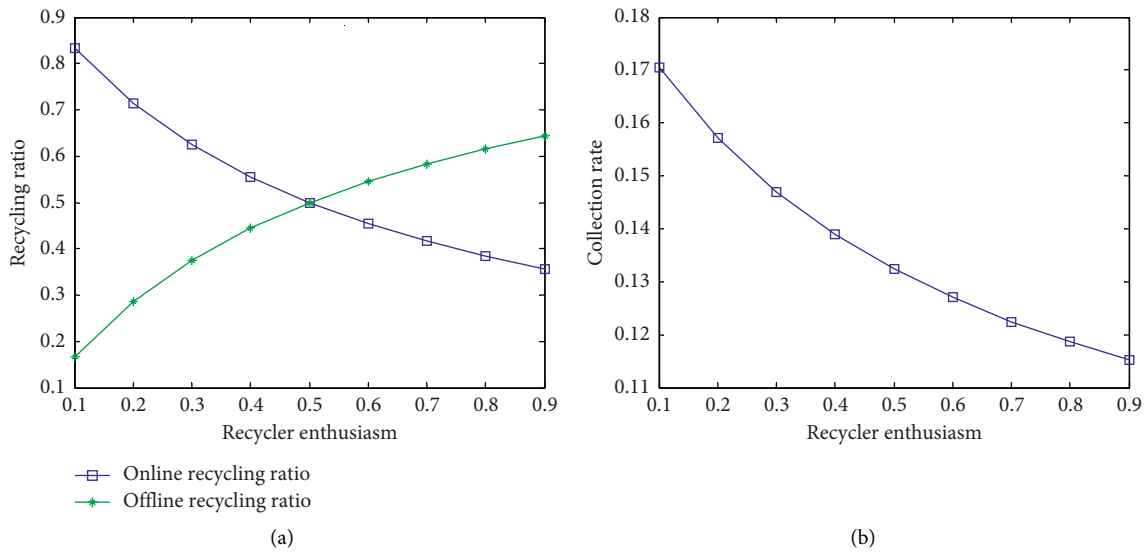 0.9
0.8
0.7
0.6
0.5
0.4
0.3
0.2
0.1
Recycling ratio
0.1 0.2 0.3 0.4 0.5 0.6 0.7 0.8 0.9
Recycler enthusiasm
Online recycling ratio
Offline recycling ratio
(a)
0.18
0.17
0.16
0.15
0.14
0.13
0.12
0.11
Collection rate
0.1 0.2 0.3 0.4 0.5 0.6 0.7 0.8 0.9
Recycler enthusiasm
(b)